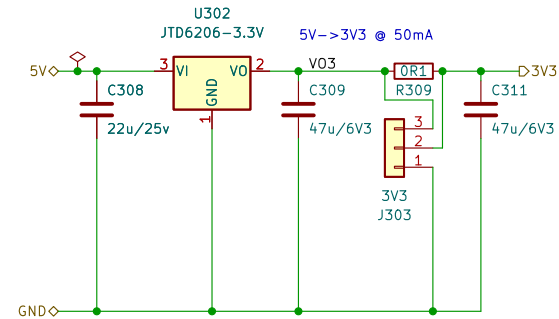 U302
JTD6206-3.3V
5V->3V3 @ 50mA
5V
3
VI
VO
2
VO3
0R1
3V3
C308
GND
C309
R309
C311
1
22u/25v
47u/6V3
3
47u/6V3
2
1
3V3
J303
GND